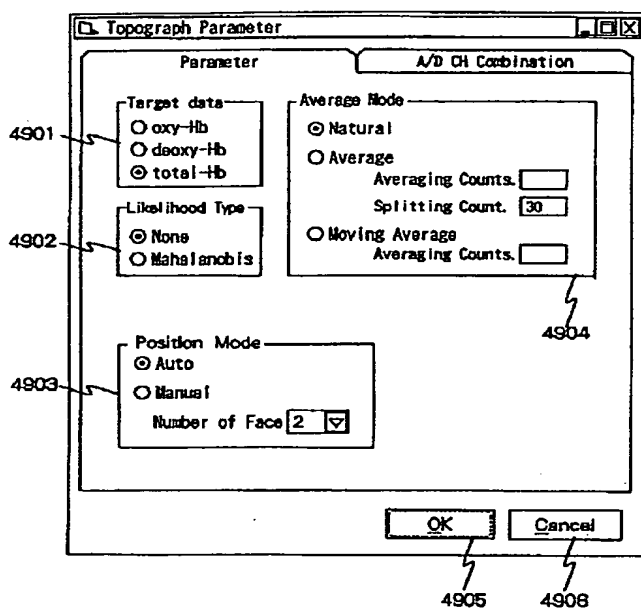 Topograph Parameter
Parameter
A/D CH Combination
Target data
oxy-Hb
deoxy-Hb
total-Hb
4901
Likelihood Type
None
Mahalanobis
4902
Average Mode
Natural
Average
Averaging Counts.
Splitting Count. 30
Moving Average
Averaging Counts.
4904
Position Mode
Auto
Manual
Number of Face 2
4903
OK
Cancel
4905
4906